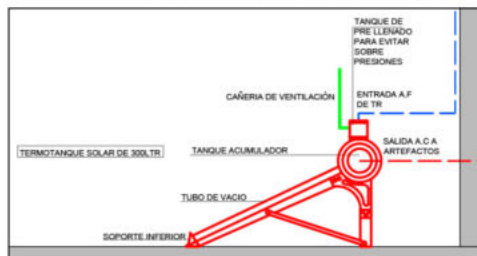 TANQUE DE
PRE LLENADO
PARA EVITAR
SOBRE
PRESIONES
CAÑERIA DE VENTILACIÓN
ENTRADA A.F
DE TR
SALIDA A.C A
ARTEFACTOS
TERMOTANQUE SOLAR DE 300LTR
TANQUE ACUMULADOR
TUBO DE VACIO
SOPORTE INFERIOR